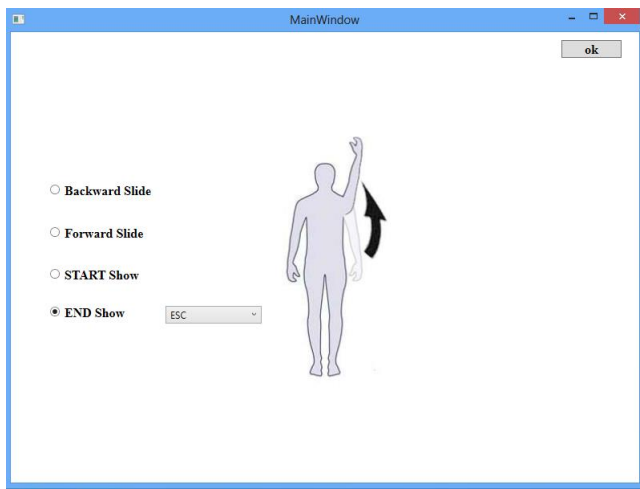 MainWindow
ok
Backward Slide
Forward Slide
START Show
END Show
ESC